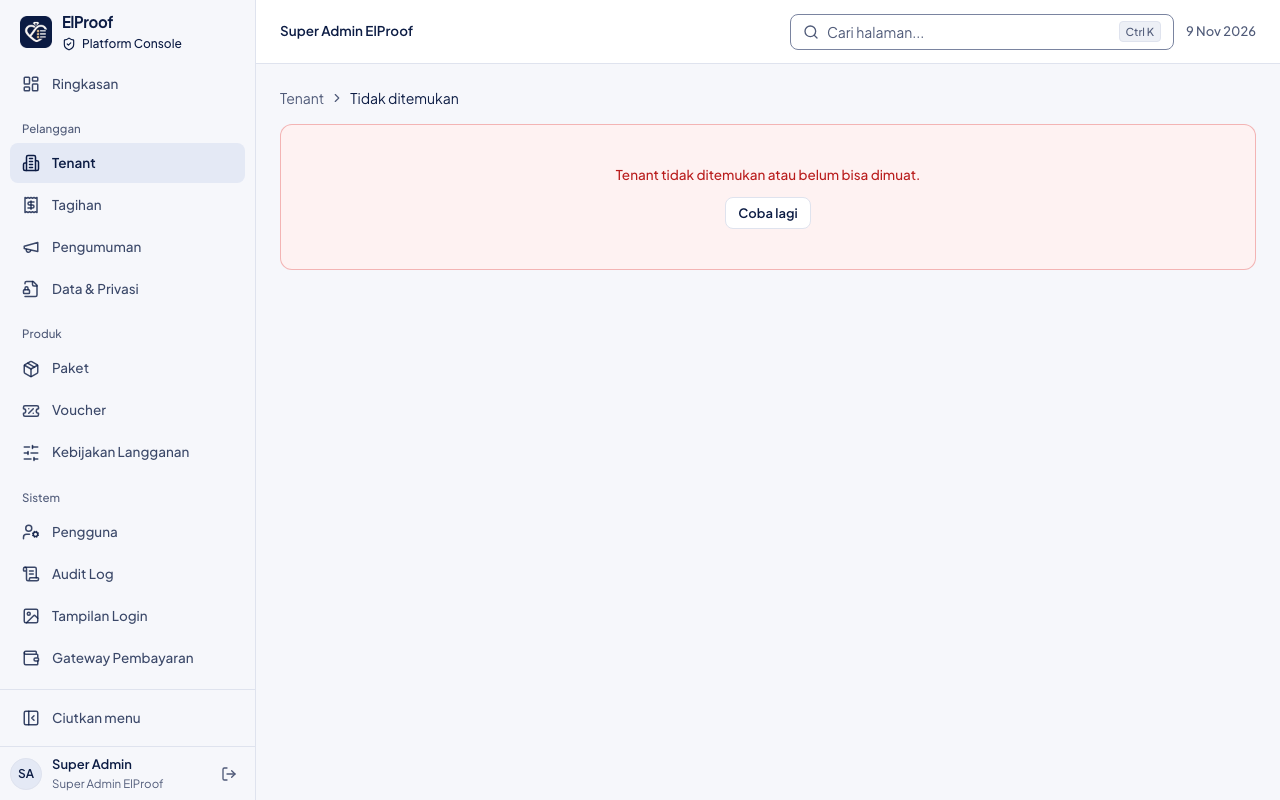 ElProof
Platform Console
Ringkasan
Pelanggan
Tenant
Tagihan
Pengumuman
Data & Privasi
Produk
Paket
Voucher
Kebijakan Langganan
Sistem
Pengguna
Audit Log
Tampilan Login
Gateway Pembayaran
Ciutkan menu
SA
Super Admin
Super Admin ElProof
Super Admin ElProof
Cari halaman...
Ctrl K
9 Nov 2026
Tenant > Tidak ditemukan
Tenant tidak ditemukan atau belum bisa dimuat.
Coba lagi